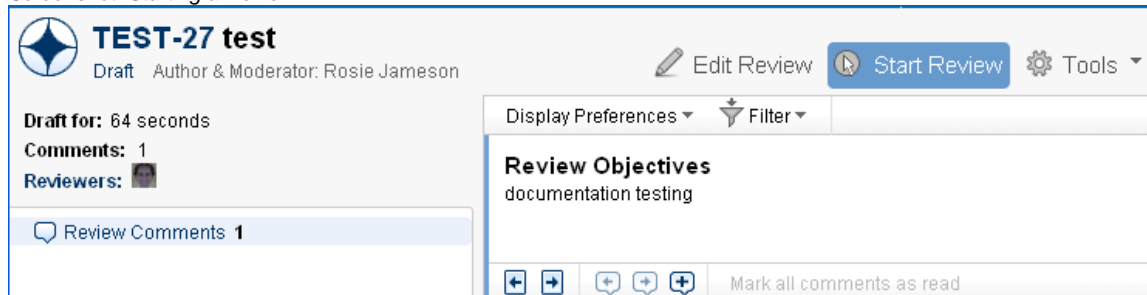 TEST-27 test
Draft Author & Moderator: Rosie Jameson
Edit Review
Start Review
Tools
Draft for: 64 seconds
Comments: 1
Reviewers:
Review Comments 1
Display Preferences
Filter
Review Objectives
documentation testing
Mark all comments as read